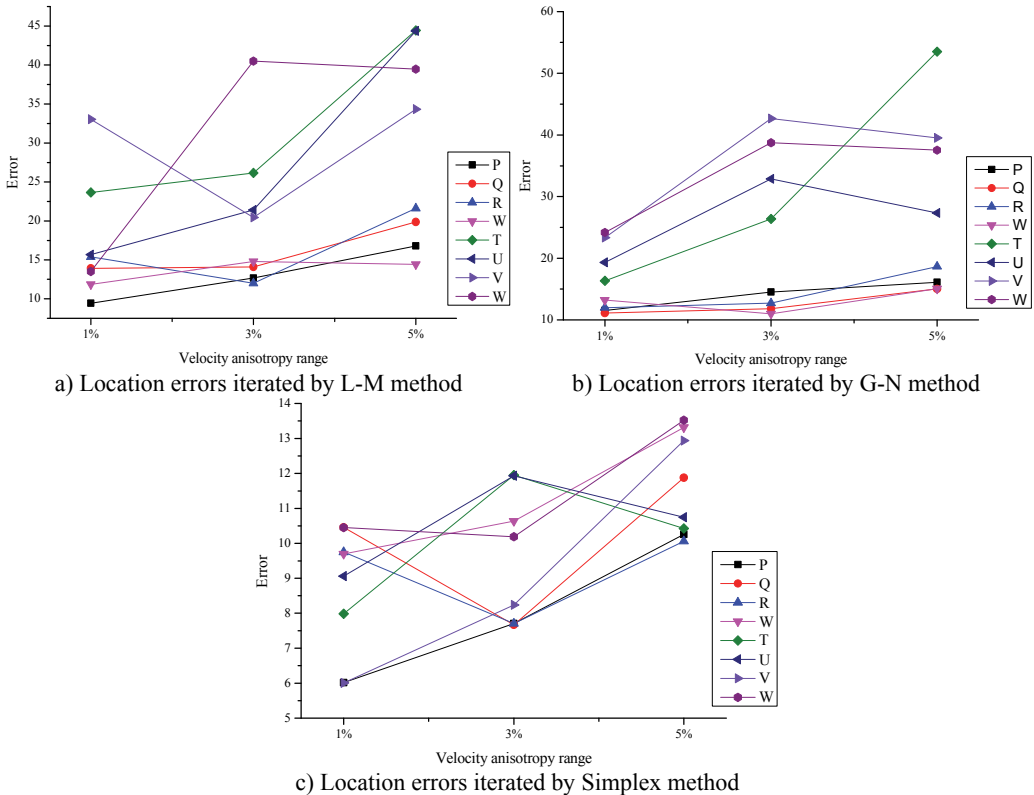 45
40
35
30
25
20
15
10
Error
1%
3%
5%
Velocity anisotropy range
P
Q
R
W
T
U
V
W
a) Location errors iterated by L-M method
60
50
40
30
20
10
Error
1%
3%
5%
Velocity anisotropy range
P
Q
R
W
T
U
V
W
b) Location errors iterated by G-N method
14
13
12
11
10
9
8
7
6
5
Error
1%
3%
5%
Velocity anisotropy range
P
Q
R
W
T
U
V
W
c) Location errors iterated by Simplex method